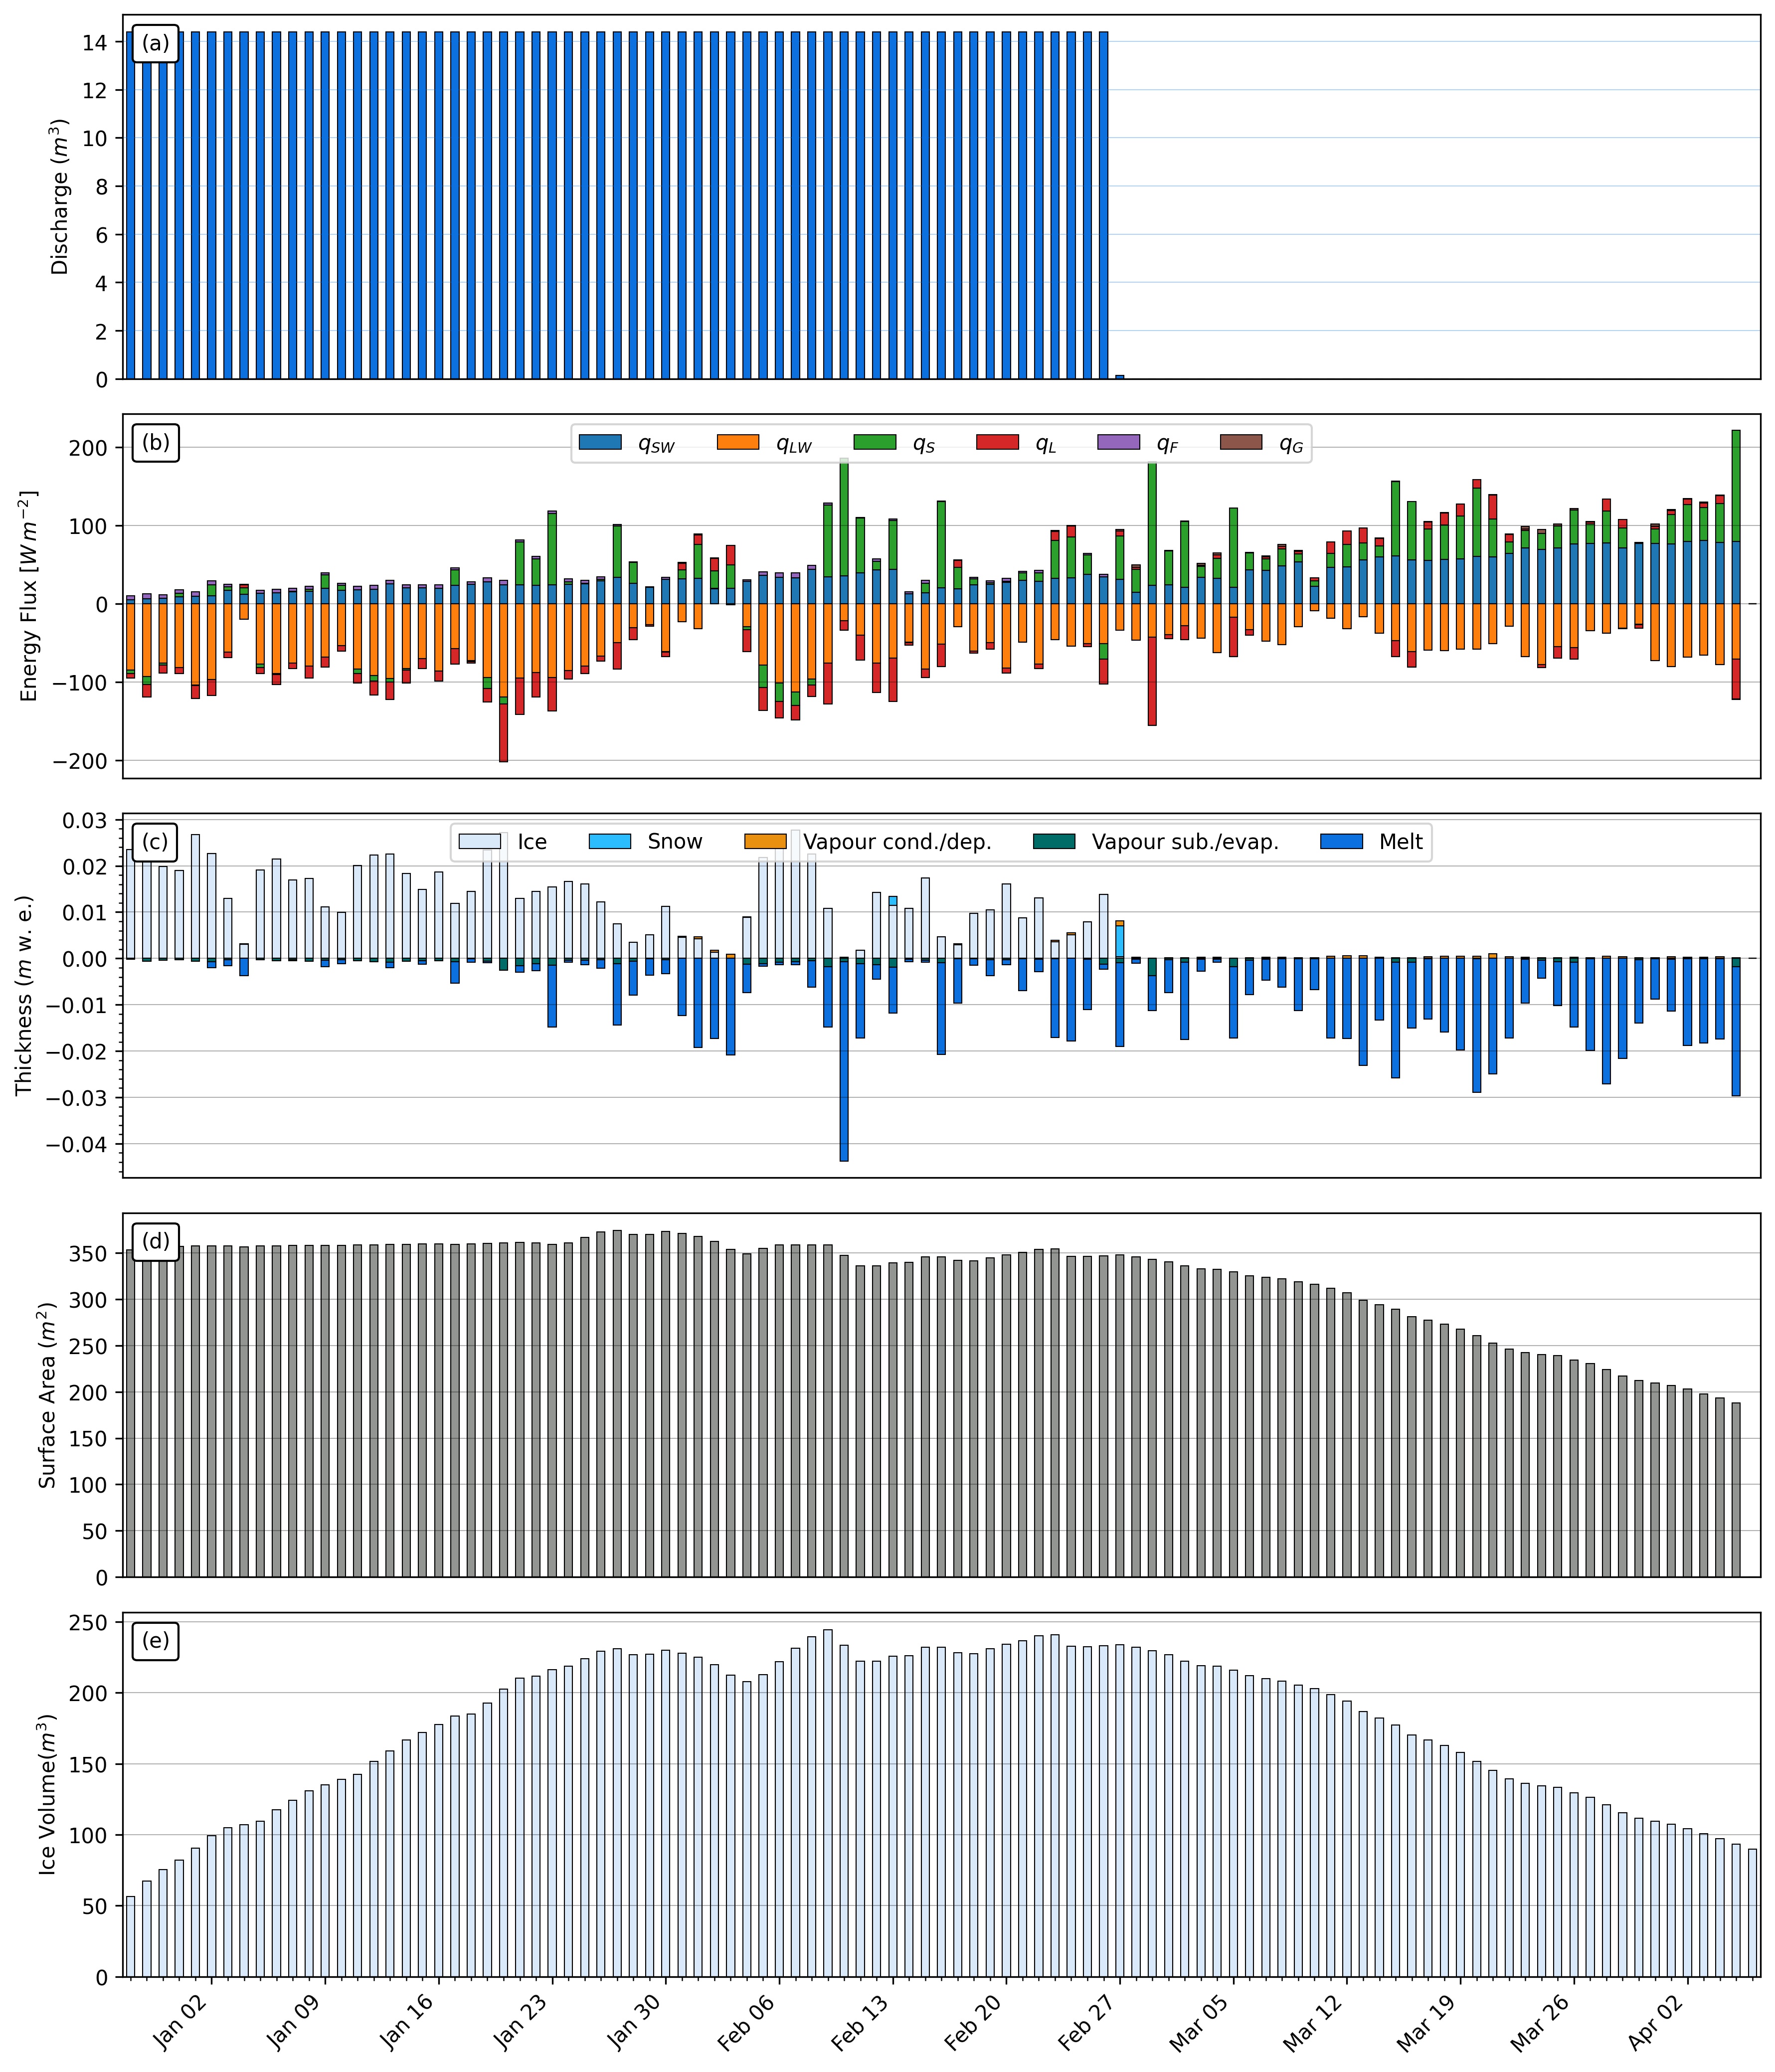 (a)
14
12
10
8
6
4
2
0
Discharge (m³)
(b)
q_SW q_LW q_S q_L q_F q_G
200
100
0
−100
−200
Energy Flux [W m⁻²]
(c)
Ice Snow Vapour cond./dep. Vapour sub./evap. Melt
0.03
0.02
0.01
0.00
−0.01
−0.02
−0.03
−0.04
Thickness (m w. e.)
(d)
350
300
250
200
150
100
50
0
Surface Area (m²)
(e)
250
200
150
100
50
0
Ice Volume(m³)
Jan 02 Jan 09 Jan 16 Jan 23 Jan 30 Feb 06 Feb 13 Feb 20 Feb 27 Mar 05 Mar 12 Mar 19 Mar 26 Apr 02